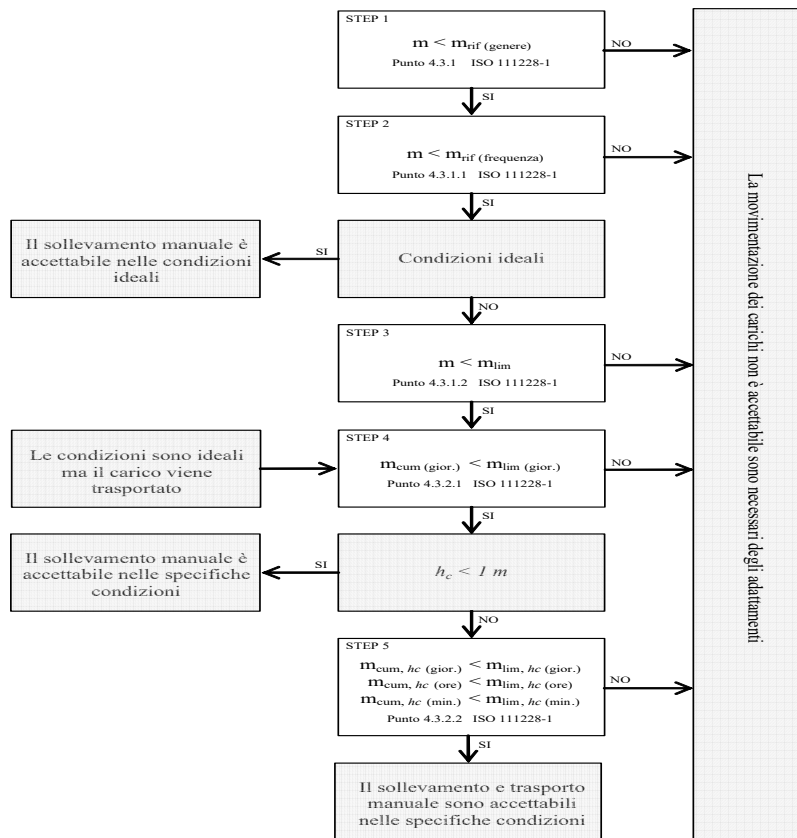 STEP 1
m < mrif (genere)
Punto 4.3.1 ISO 111228-1
NO
SI
STEP 2
m < mrif (frequenza)
Punto 4.3.1.1 ISO 111228-1
NO
SI
Il sollevamento manuale è
accettabile nelle condizioni
ideali
SI
Condizioni ideali
NO
STEP 3
m < mlim
Punto 4.3.1.2 ISO 111228-1
NO
SI
Le condizioni sono ideali
ma il carico viene
trasportato
STEP 4
mcum (gior.) < mlim (gior.)
Punto 4.3.2.1 ISO 111228-1
NO
SI
Il sollevamento manuale è
accettabile nelle specifiche
condizioni
SI
hc < 1 m
NO
STEP 5
mcum, hc (gior.) < mlim, hc (gior.)
mcum, hc (ore) < mlim, hc (ore)
mcum, hc (min.) < mlim, hc (min.)
Punto 4.3.2.2 ISO 111228-1
NO
SI
Il sollevamento e trasporto
manuale sono accettabili
nelle specifiche condizioni
La movimentazione dei carichi non è accettabile sono necessari degli adattamenti